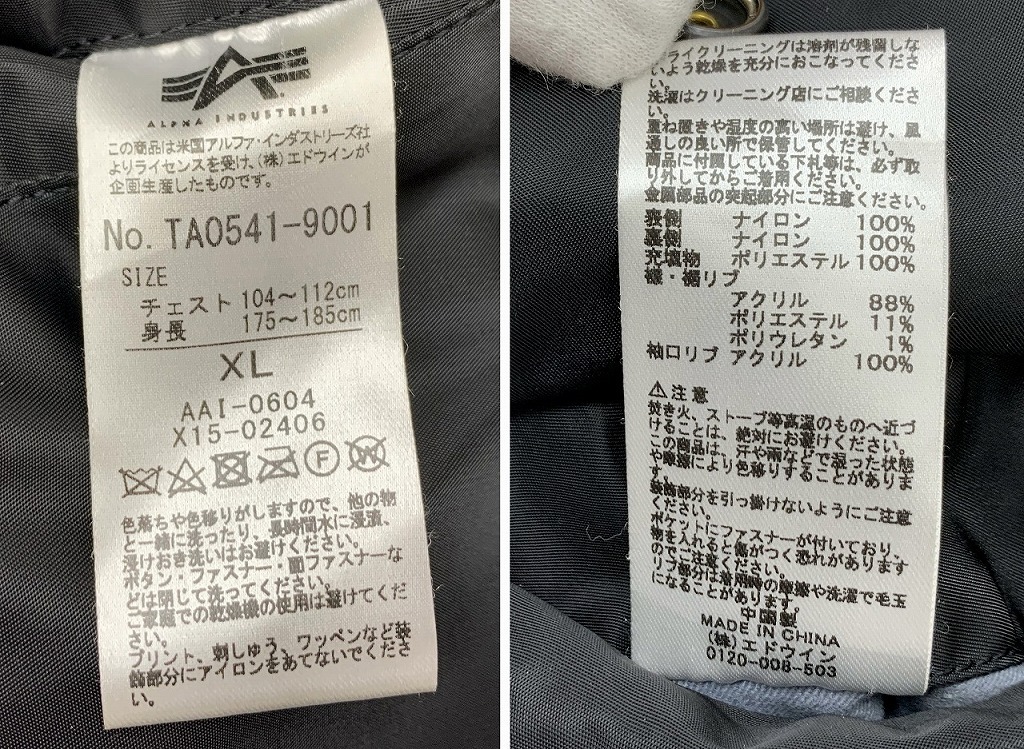 ALPHA INDUSTRIES
この商品は米国アルファ・インダストリーズ社
よりライセンスを受け、(株)エドウインが
企画生産したものです。
No. TA0541-9001
SIZE
チェスト 104～112cm
身長 175～185cm
XL
AAI-0604
X15-02406
F
W
色落ちや色移りがしますので、他の物
と一緒に洗ったり、長時間水に浸漬、
浸けおき洗いはお避けください。
ボタン・ファスナー・面ファスナーな
どは閉じて洗ってください。
ご家庭での乾燥機の使用は避けてくだ
さい。
プリント、刺しゅう、ワッペンなど装
飾部分にアイロンをあてないでくださ
い。
ドライクリーニングは溶剤が残留しな
いよう乾燥を充分におこなってくださ
い。
洗濯はクリーニング店にご相談くださ
い。
重ね置きや湿度の高い場所は避け、風
通しの良い所で保管してください。
商品に付属している下札等は、必ず取
り外してからご着用ください。
金属部品の突起部分にご注意ください。
表側 ナイロン 100%
裏側 ナイロン 100%
充填物 ポリエステル 100%
襟・裾リブ
アクリル 88%
ポリエステル 11%
ポリウレタン 1%
袖口リブ アクリル 100%
⚠注意
焚き火、ストーブ等高温のものへ近づ
けることは、絶対にお避けください。
この商品は、汗や雨などで湿った状態
や摩擦により色移りすることがありま
す。
装飾部分を引っ掛けないようにご注意
ください。
ポケットにファスナーが付いており、
物を入れると傷がつく恐れがあります
のでご注意ください。
リブ部分は着用時の摩擦や洗濯で毛玉
になることがあります。
中国製
MADE IN CHINA
(株)エドウイン
0120-008-503